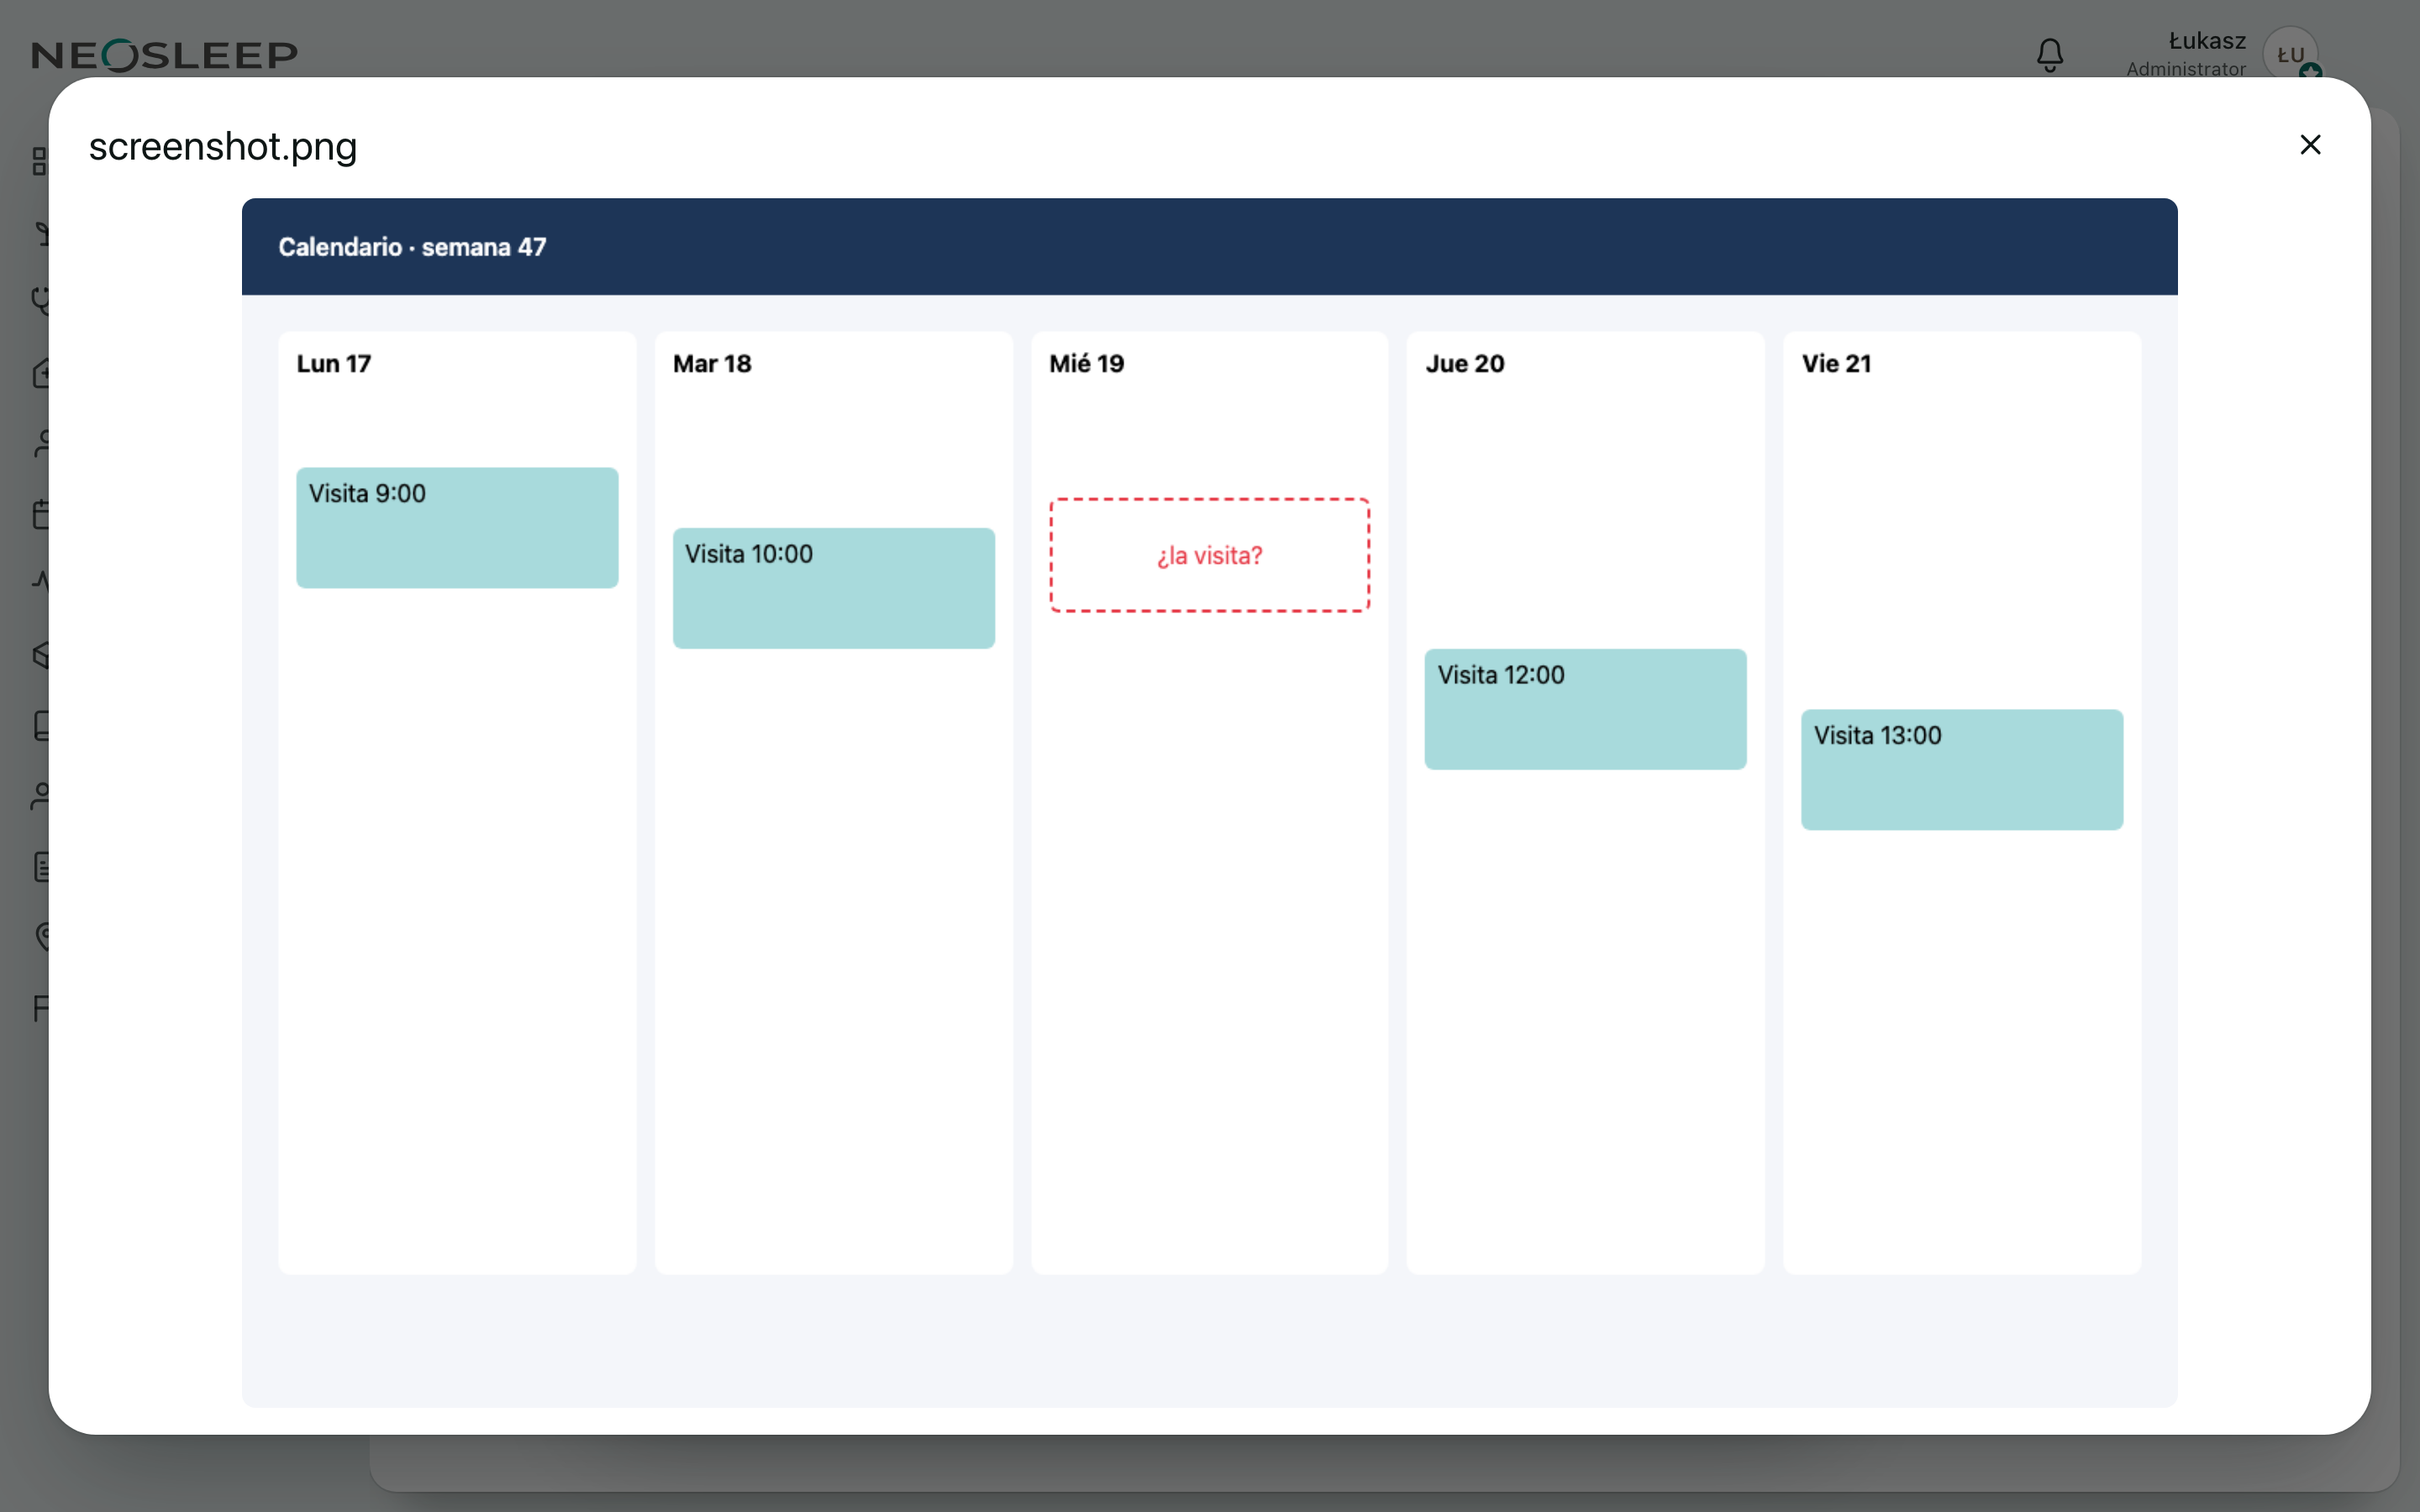 NEOSLEEP
Łukasz
Administrator
ŁU
screenshot.png
Calendario · semana 47
Lun 17
Mar 18
Mié 19
Jue 20
Vie 21
Visita 9:00
Visita 10:00
¿la visita?
Visita 12:00
Visita 13:00